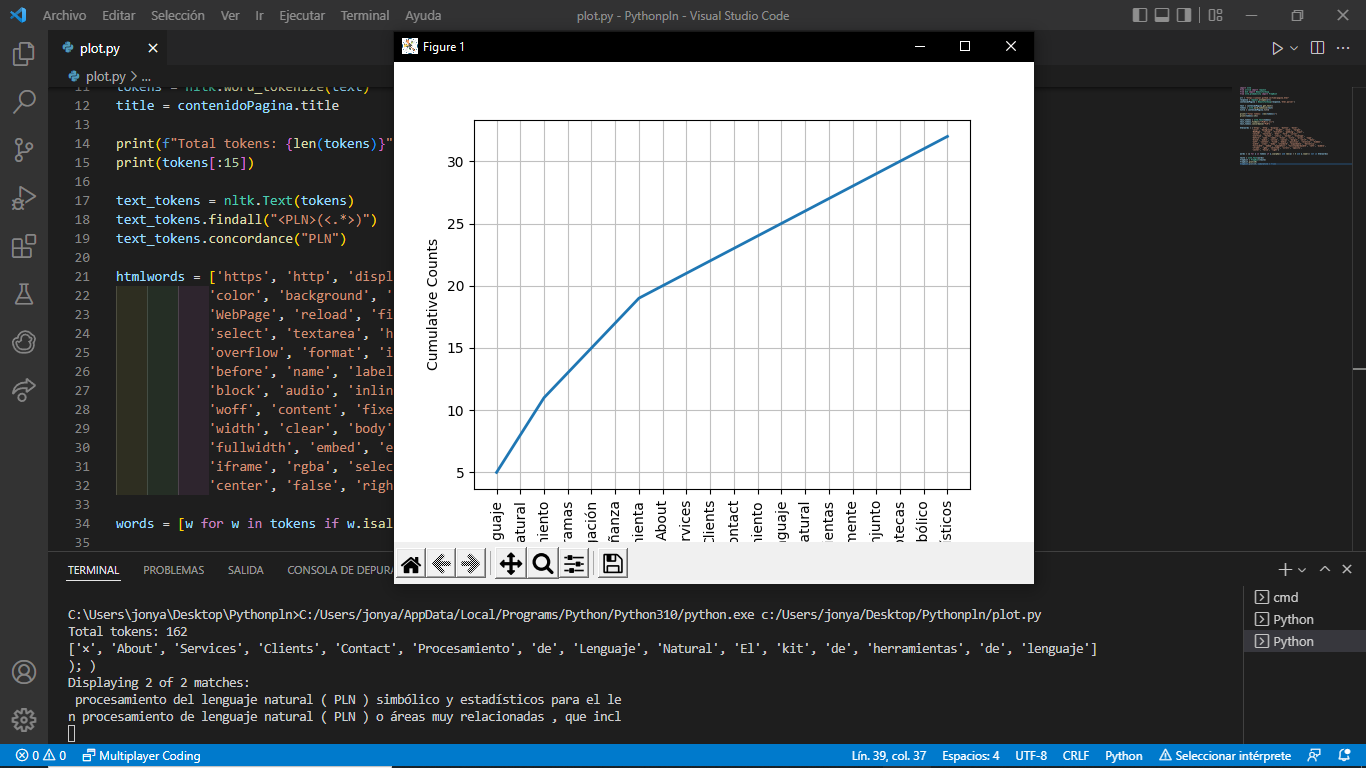 Archivo Editar Selección Ver Ir Ejecutar Terminal Ayuda
plot.py - Pythonpln - Visual Studio Code
plot.py
plot.py > ...
11 tokens = nltk.word_tokenize(text)
12 title = contenidoPagina.title
13
14 print(f"Total tokens: {len(tokens)}"
15 print(tokens[:15])
16
17 text_tokens = nltk.Text(tokens)
18 text_tokens.findall("<PLN>(<.*>)")
19 text_tokens.concordance("PLN")
20
21 htmlwords = ['https', 'http', 'displ
22 'color', 'background', '
23 'WebPage', 'reload', 'fi
24 'select', 'textarea', 'h
25 'overflow', 'format', 'i
26 'before', 'name', 'label
27 'block', 'audio', 'inlin
28 'woff', 'content', 'fixe
29 'width', 'clear', 'body'
30 'fullwidth', 'embed', 'e
31 'iframe', 'rgba', 'selec
32 'center', 'false', 'righ
33
34 words = [w for w in tokens if w.isal
35
Figure 1
Cumulative Counts
30
25
20
15
10
5
guaje
atural
miento
ramas
gación
ñanza
mienta
About
rvices
Clients
ontact
miento
guaje
atural
entas
mente
njunto
otecas
bólico
ísticos
TERMINAL PROBLEMAS SALIDA CONSOLA DE DEPURA
C:\Users\jonya\Desktop\Pythonpln>C:/Users/jonya/AppData/Local/Programs/Python/Python310/python.exe c:/Users/jonya/Desktop/Pythonpln/plot.py
Total tokens: 162
['x', 'About', 'Services', 'Clients', 'Contact', 'Procesamiento', 'de', 'Lenguaje', 'Natural', 'El', 'kit', 'de', 'herramientas', 'de', 'lenguaje']
); )
Displaying 2 of 2 matches:
procesamiento del lenguaje natural ( PLN ) simbólico y estadísticos para el le
n procesamiento de lenguaje natural ( PLN ) o áreas muy relacionadas , que incl
cmd
Python
Python
0 0 Multiplayer Coding
Lín. 39, col. 37 Espacios: 4 UTF-8 CRLF Python Seleccionar intérprete